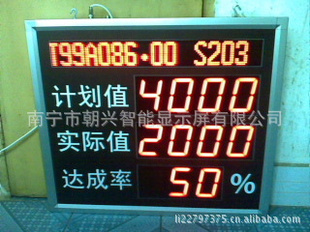 T99A086+00 S203
计划值 4000
南宁市朝兴智能显示屏有限公司
实际值 2000
达成率 50 %
li22797375.cn.alibaba.com